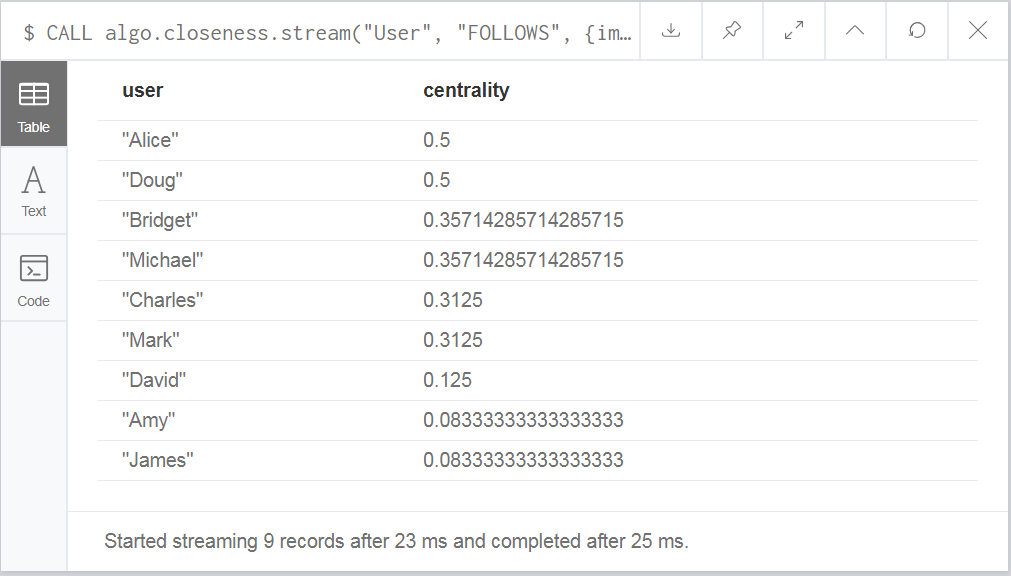 $ CALL algo.closeness.stream("User", "FOLLOWS", {im…
Table
Text
Code
user centrality
"Alice" 0.5
"Doug" 0.5
"Bridget" 0.35714285714285715
"Michael" 0.35714285714285715
"Charles" 0.3125
"Mark" 0.3125
"David" 0.125
"Amy" 0.08333333333333333
"James" 0.08333333333333333
Started streaming 9 records after 23 ms and completed after 25 ms.